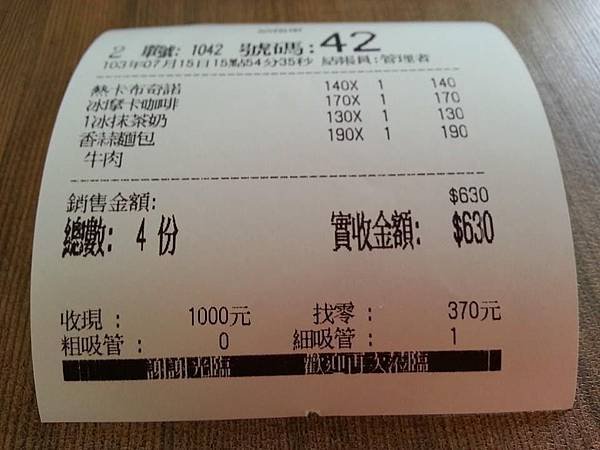 2 單號: 1042 號碼:42
103年07月15日15點54分35秒 結帳員:管理者
熱卡布奇諾 140X 1 140
冰摩卡咖啡 170X 1 170
1冰抹茶奶 130X 1 130
香蒜麵包 190X 1 190
牛肉
銷售金額: $630
總數: 4 份 實收金額: $630
收現 : 1000元 找零 : 370元
粗吸管 : 0 細吸管 : 1
謝謝光臨 歡迎再次蒞臨